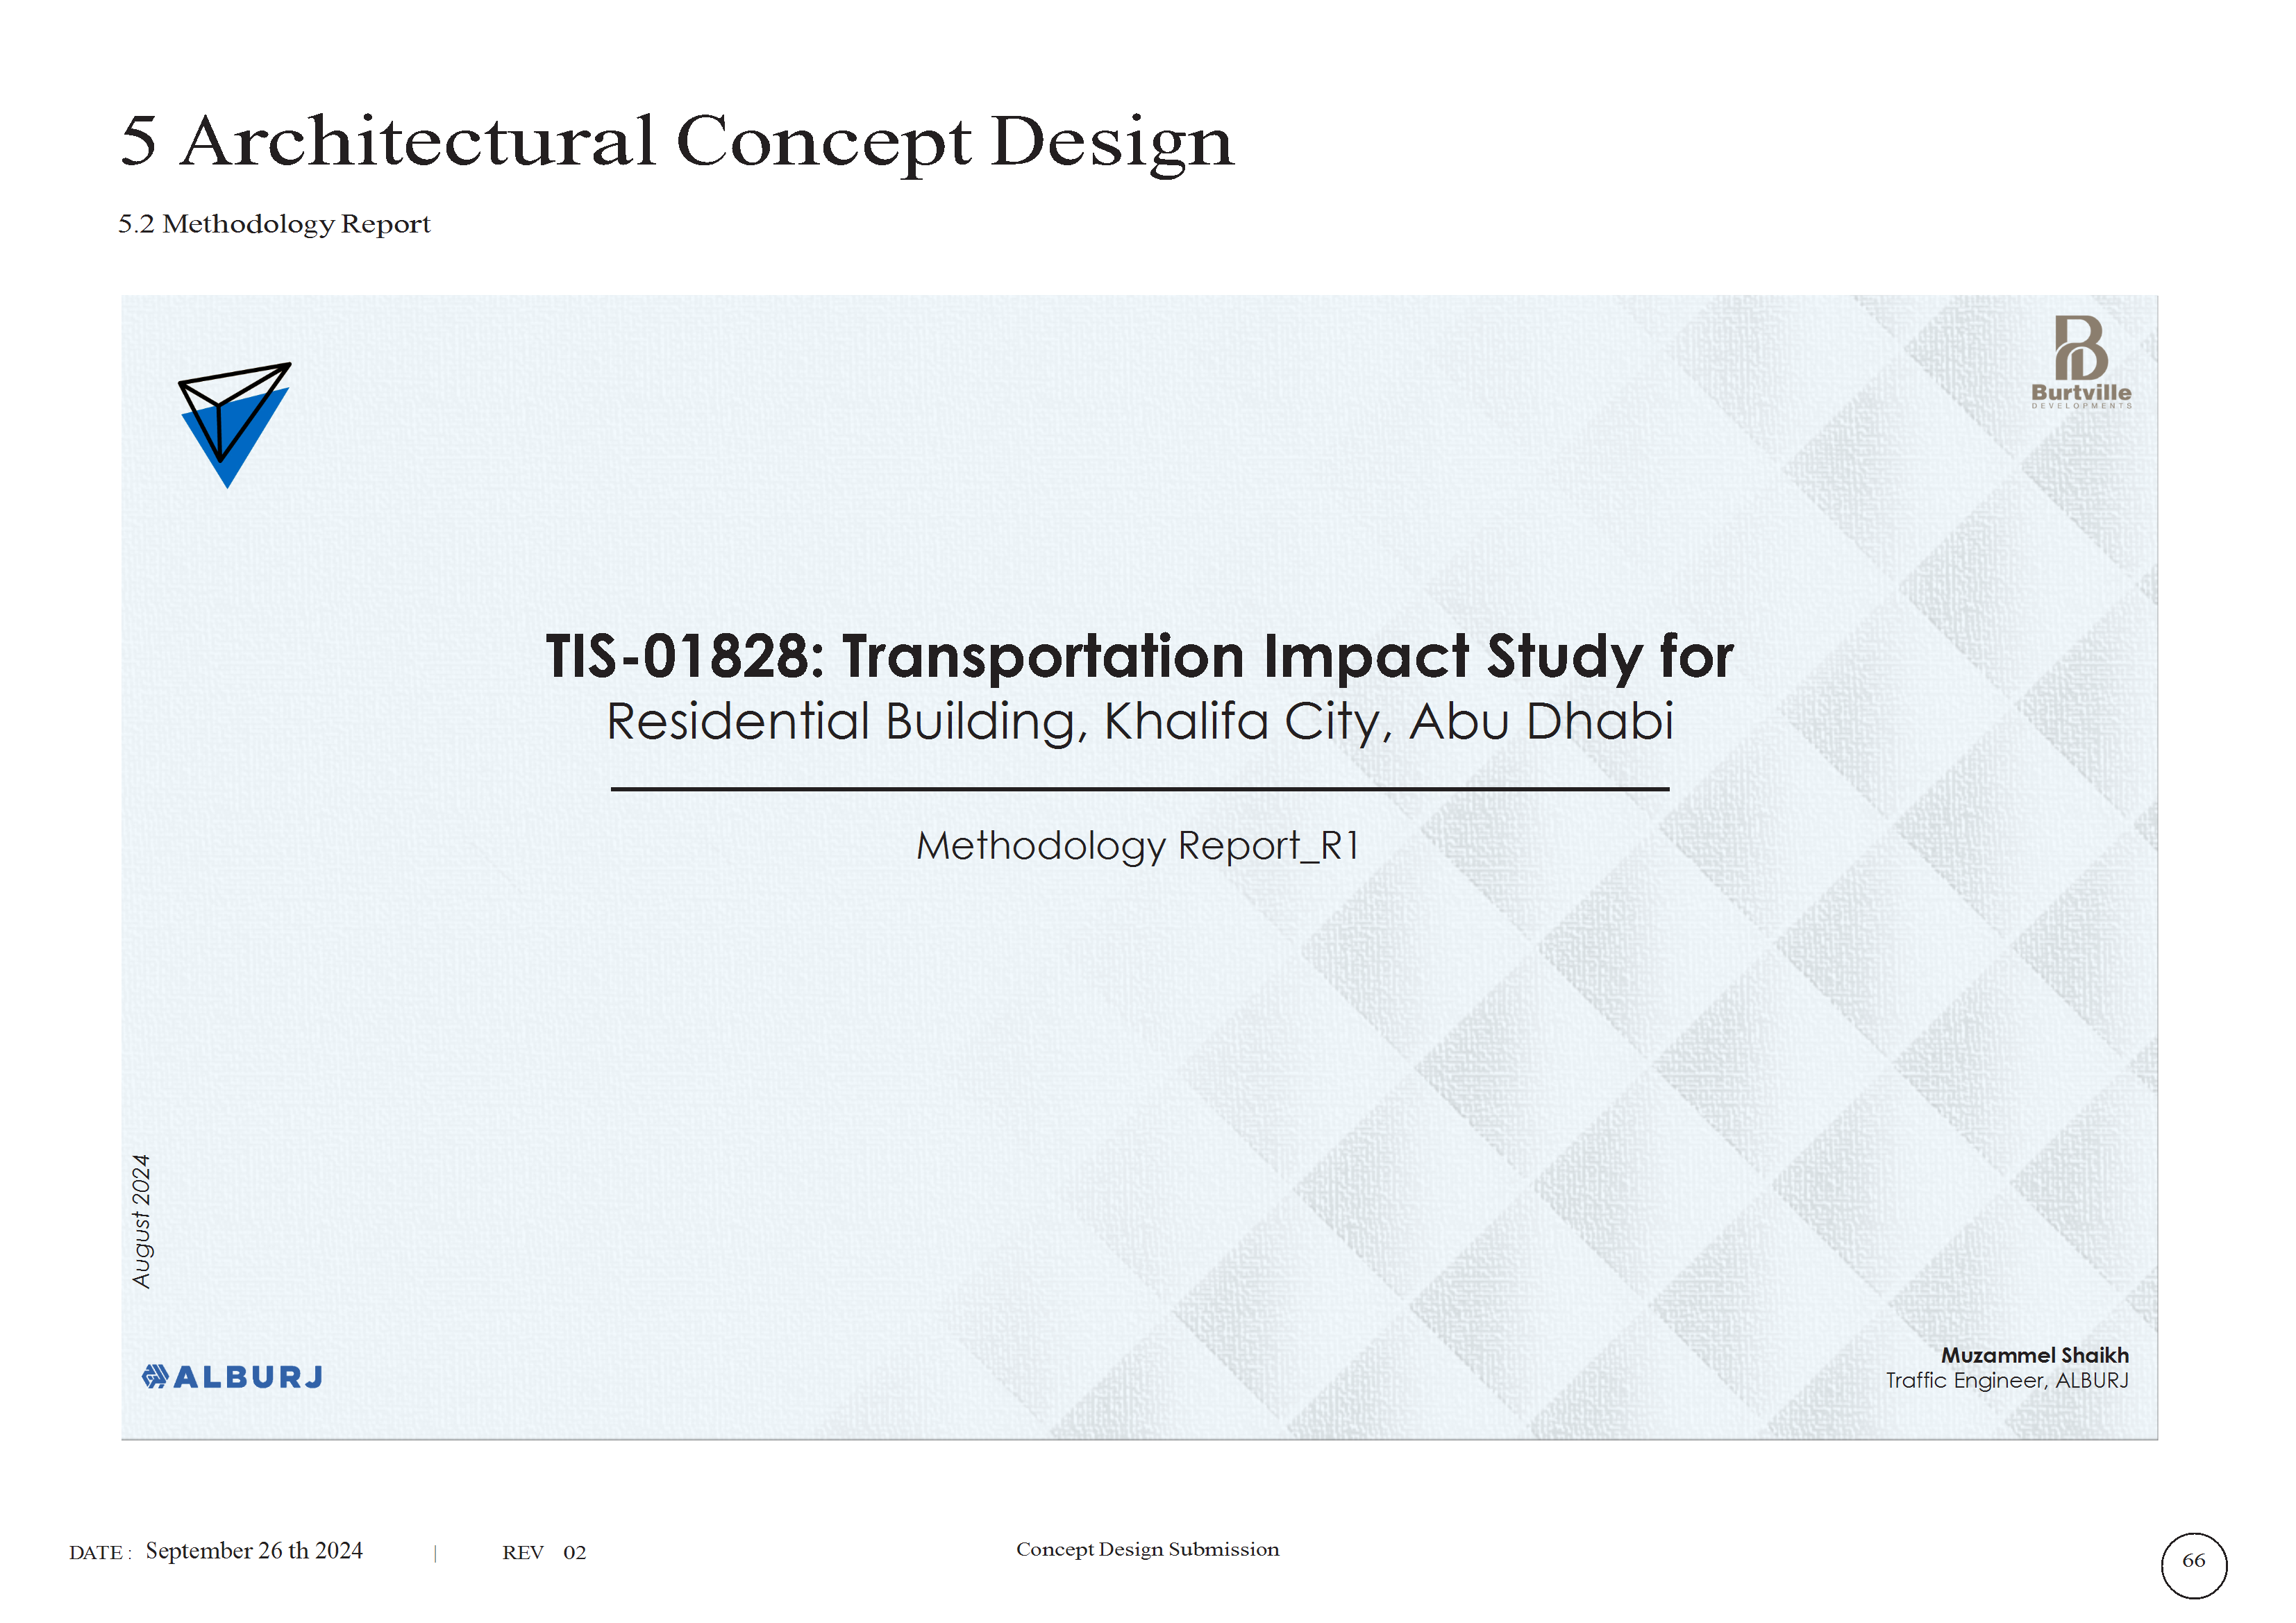 5 Architectural Concept Design
5.2 Methodology Report
Burtville
DEVELOPMENTS
TIS-01828: Transportation Impact Study for
Residential Building, Khalifa City, Abu Dhabi
Methodology Report_R1
August 2024
ALBURJ
Muzammel Shaikh
Traffic Engineer, ALBURJ
DATE : September 26 th 2024 | REV 02
Concept Design Submission
66